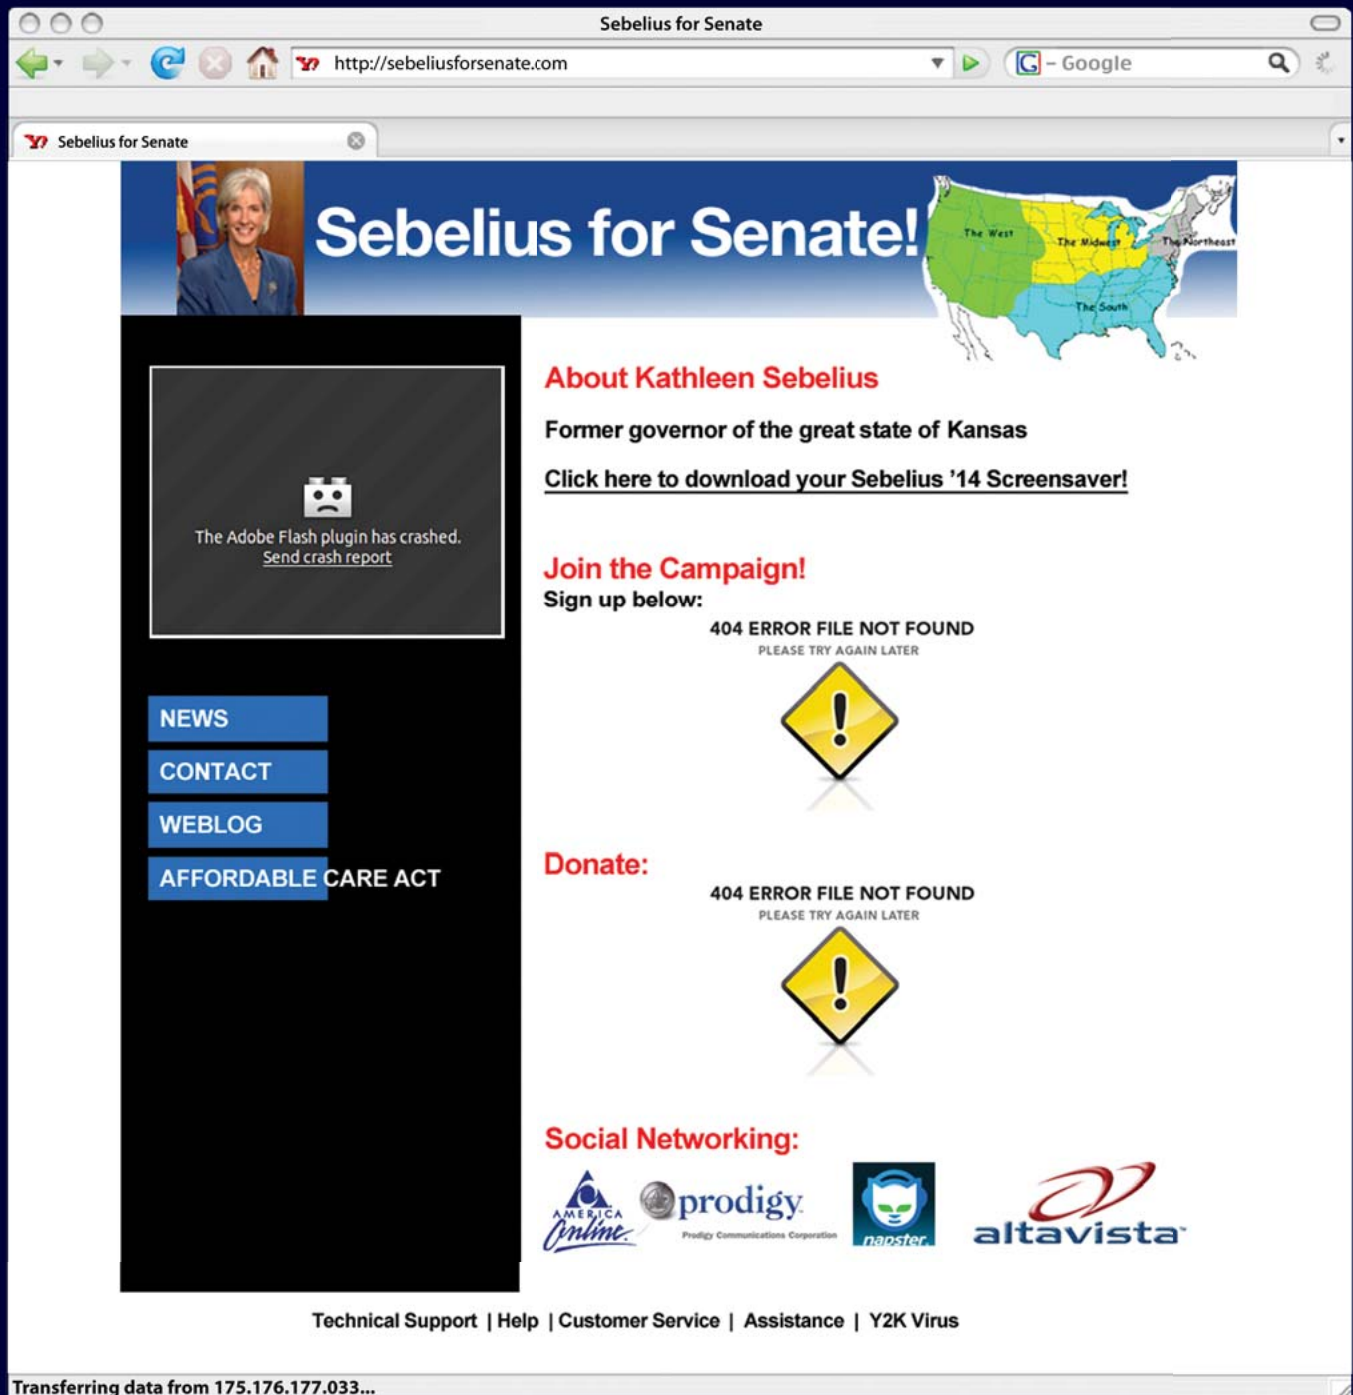 Sebelius for Senate
http://sebeliusforsenate.com
G - Google
Sebelius for Senate
Sebelius for Senate!
The West
The Midwest
The Northeast
The South
About Kathleen Sebelius
Former governor of the great state of Kansas
Click here to download your Sebelius '14 Screensaver!
The Adobe Flash plugin has crashed.
Send crash report
Join the Campaign!
Sign up below:
404 ERROR FILE NOT FOUND
PLEASE TRY AGAIN LATER
NEWS
CONTACT
WEBLOG
AFFORDABLE CARE ACT
Donate:
404 ERROR FILE NOT FOUND
PLEASE TRY AGAIN LATER
Social Networking:
AMERICA
Online.
prodigy.
Prodigy Communications Corporation
napster.
altavista™
Technical Support | Help | Customer Service | Assistance | Y2K Virus
Transferring data from 175.176.177.033...